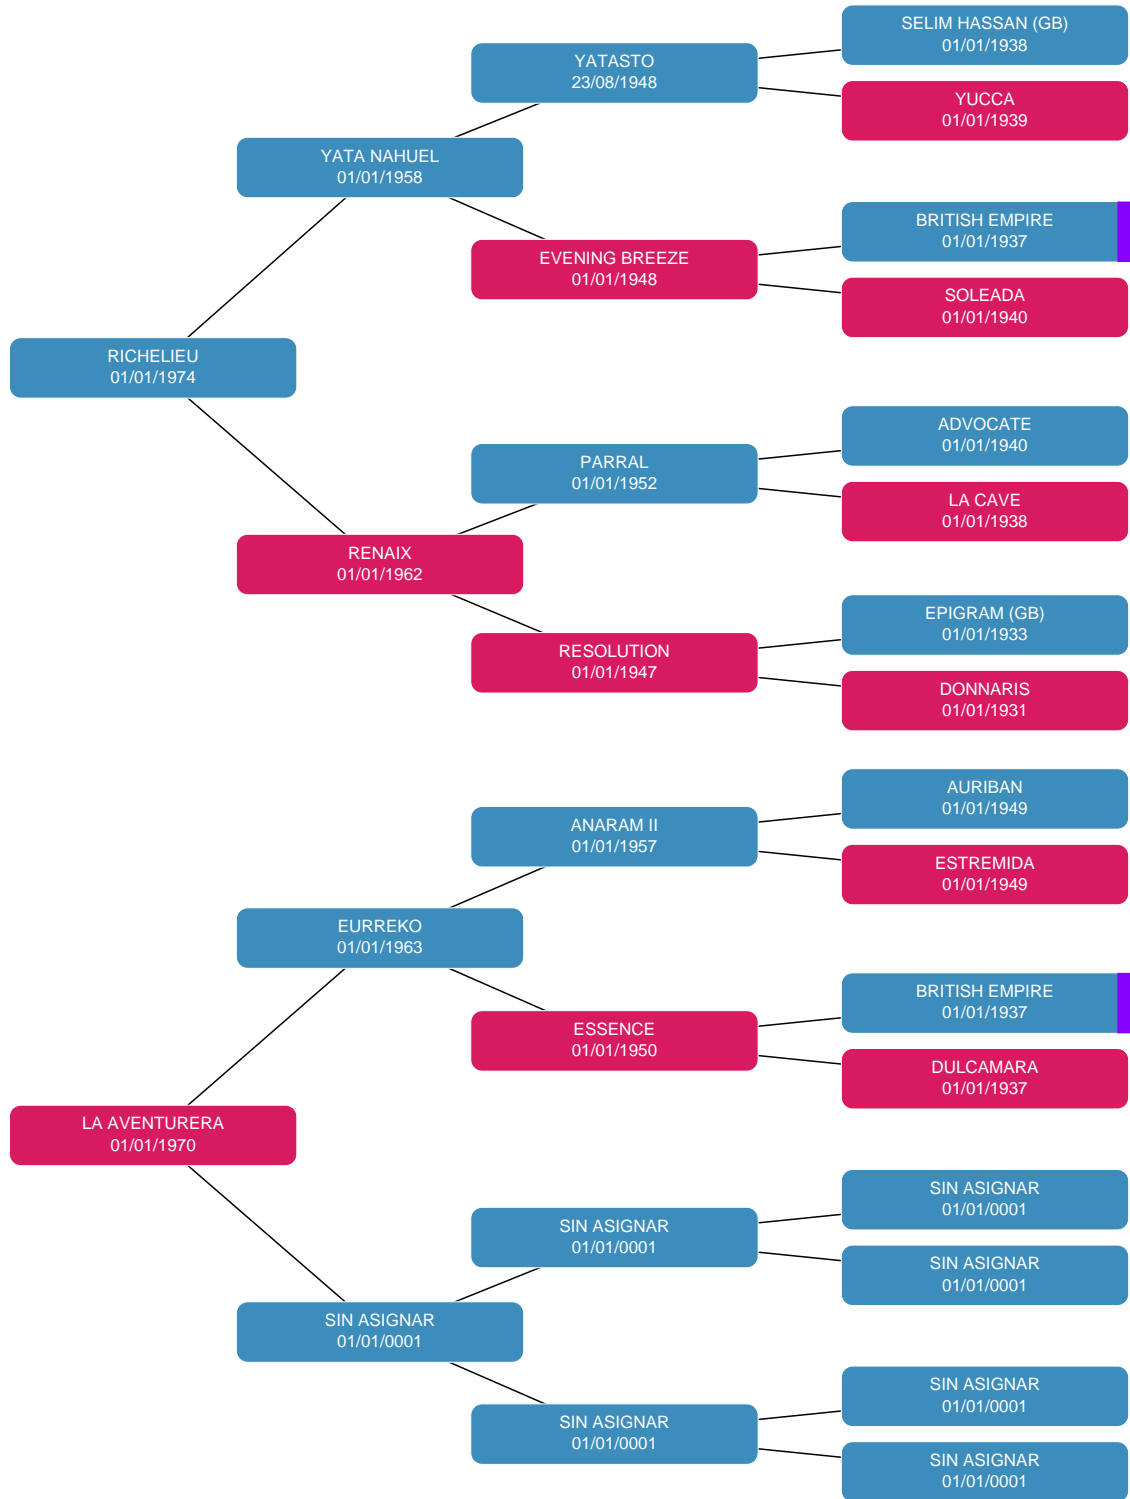 SELIM HASSAN (GB)
01/01/1938
YATASTO
23/08/1948
YUCCA
01/01/1939
YATA NAHUEL
01/01/1958
BRITISH EMPIRE
01/01/1937
EVENING BREEZE
01/01/1948
SOLEADA
01/01/1940
RICHELIEU
01/01/1974
ADVOCATE
01/01/1940
PARRAL
01/01/1952
LA CAVE
01/01/1938
RENAIX
01/01/1962
EPIGRAM (GB)
01/01/1933
RESOLUTION
01/01/1947
DONNARIS
01/01/1931
AURIBAN
01/01/1949
ANARAM II
01/01/1957
ESTREMIDA
01/01/1949
EURREKO
01/01/1963
BRITISH EMPIRE
01/01/1937
ESSENCE
01/01/1950
DULCAMARA
01/01/1937
LA AVENTURERA
01/01/1970
SIN ASIGNAR
01/01/0001
SIN ASIGNAR
01/01/0001
SIN ASIGNAR
01/01/0001
SIN ASIGNAR
01/01/0001
SIN ASIGNAR
01/01/0001
SIN ASIGNAR
01/01/0001
SIN ASIGNAR
01/01/0001